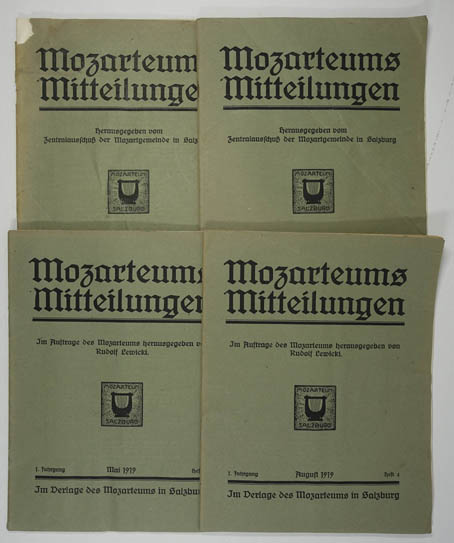 Mozarteums
Mitteilungen
Herausgegeben vom
Zentralausschuß der Mozartgemeinde in Salzb
MOZARTEUM
SALZBURG
Mozarteums
Mitteilungen
Herausgegeben vom
Zentralausschuß der Mozartgemeinde in Salzburg
MOZARTEUM
SALZBURG
Mozarteums
Mitteilungen
Im Auftrage des Mozarteums herausgegeben v
Rudolf Lewicki.
MOZARTEUM
SALZBURG
1. Jahrgang Mai 1919 Heft
Im Verlage des Mozarteums in Salzbur
Mozarteums
Mitteilungen
Im Auftrage des Mozarteums herausgegeben von
Rudolf Lewicki.
MOZARTEUM
SALZBURG
1. Jahrgang August 1919 Heft 4
Im Verlage des Mozarteums in Salzburg